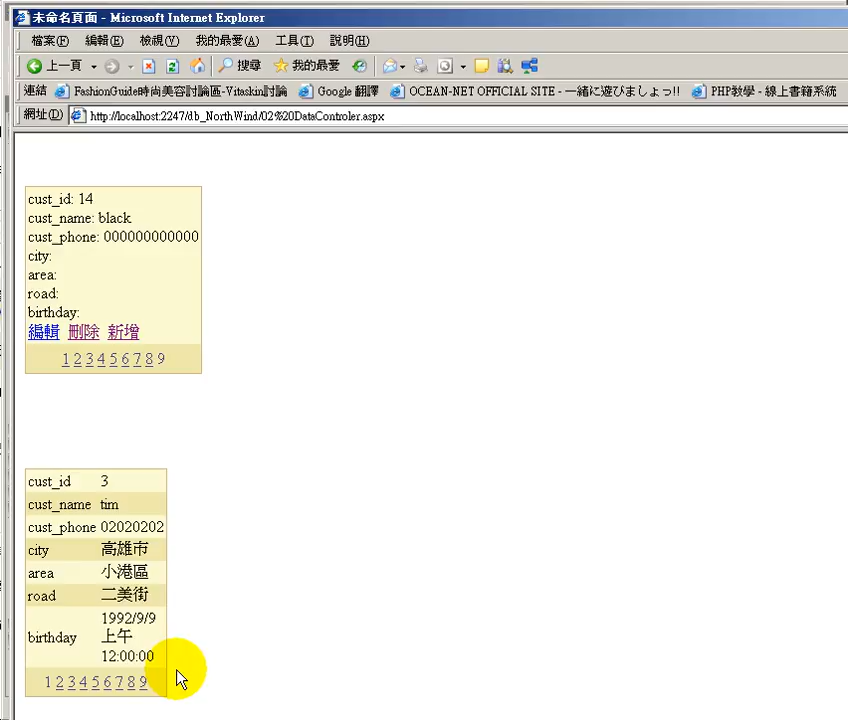 未命名頁面 - Microsoft Internet Explorer
檔案(F) 編輯(E) 檢視(V) 我的最愛(A) 工具(T) 說明(H)
上一頁 搜尋 我的最愛
連結 FashionGuide時尚美容討論區-Vitaskin討論 Google 翻譯 OCEAN-NET OFFICIAL SITE - 一緒に遊びましょっ!! PHP教學 - 線上書籍系統
網址(D) http://localhost:2247/db_NorthWind/02%20DataControler.aspx
cust_id: 14
cust_name: black
cust_phone: 000000000000
city:
area:
road:
birthday:
編輯 刪除 新增
1 2 3 4 5 6 7 8 9
cust_id 3
cust_name tim
cust_phone 02020202
city 高雄市
area 小港區
road 二美街
birthday 1992/9/9
上午
12:00:00
1 2 3 4 5 6 7 8 9